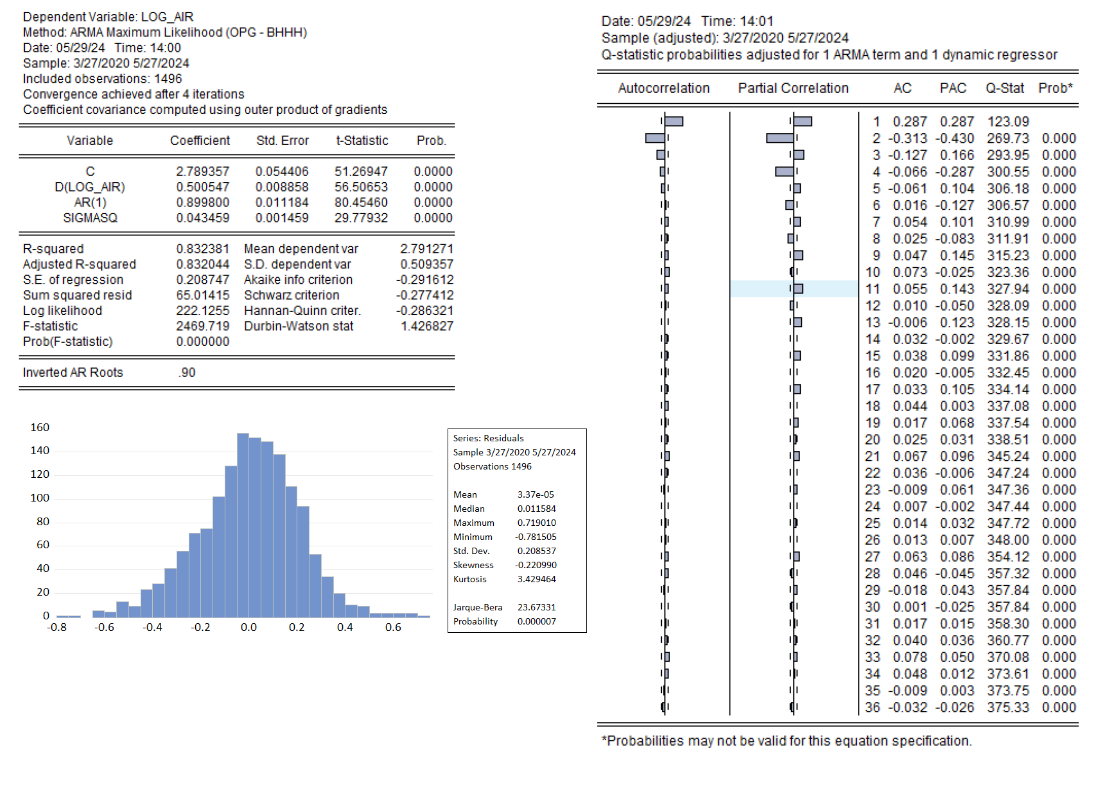 Dependent Variable: LOG_AIR
Method: ARMA Maximum Likelihood (OPG - BHHH)
Date: 05/29/24 Time: 14:00
Sample: 3/27/2020 5/27/2024
Included observations: 1496
Convergence achieved after 4 iterations
Coefficient covariance computed using outer product of gradients
Variable Coefficient Std. Error t-Statistic Prob.
C 2.789357 0.054406 51.26947 0.0000
D(LOG_AIR) 0.500547 0.008858 56.50653 0.0000
AR(1) 0.899800 0.011184 80.45460 0.0000
SIGMASQ 0.043459 0.001459 29.77932 0.0000
R-squared 0.832381 Mean dependent var 2.791271
Adjusted R-squared 0.832044 S.D. dependent var 0.509357
S.E. of regression 0.208747 Akaike info criterion -0.291612
Sum squared resid 65.01415 Schwarz criterion -0.277412
Log likelihood 222.1255 Hannan-Quinn criter. -0.286321
F-statistic 2469.719 Durbin-Watson stat 1.426827
Prob(F-statistic) 0.000000
Inverted AR Roots .90
160
140
120
100
80
60
40
20
0
-0.8 -0.6 -0.4 -0.2 0.0 0.2 0.4 0.6
Series: Residuals
Sample 3/27/2020 5/27/2024
Observations 1496
Mean 3.37e-05
Median 0.011584
Maximum 0.719010
Minimum -0.781505
Std. Dev. 0.208537
Skewness -0.220990
Kurtosis 3.429464
Jarque-Bera 23.67331
Probability 0.000007
Date: 05/29/24 Time: 14:01
Sample (adjusted): 3/27/2020 5/27/2024
Q-statistic probabilities adjusted for 1 ARMA term and 1 dynamic regressor
Autocorrelation Partial Correlation AC PAC Q-Stat Prob*
1 0.287 0.287 123.09
2 -0.313 -0.430 269.73 0.000
3 -0.127 0.166 293.95 0.000
4 -0.066 -0.287 300.55 0.000
5 -0.061 0.104 306.18 0.000
6 0.016 -0.127 306.57 0.000
7 0.054 0.101 310.99 0.000
8 0.025 -0.083 311.91 0.000
9 0.047 0.145 315.23 0.000
10 0.073 -0.025 323.36 0.000
11 0.055 0.143 327.94 0.000
12 0.010 -0.050 328.09 0.000
13 -0.006 0.123 328.15 0.000
14 0.032 -0.002 329.67 0.000
15 0.038 0.099 331.86 0.000
16 0.020 -0.005 332.45 0.000
17 0.033 0.105 334.14 0.000
18 0.044 0.003 337.08 0.000
19 0.017 0.068 337.54 0.000
20 0.025 0.031 338.51 0.000
21 0.067 0.096 345.24 0.000
22 0.036 -0.006 347.24 0.000
23 -0.009 0.061 347.36 0.000
24 0.007 -0.002 347.44 0.000
25 0.014 0.032 347.72 0.000
26 0.013 0.007 348.00 0.000
27 0.063 0.086 354.12 0.000
28 0.046 -0.045 357.32 0.000
29 -0.018 0.043 357.84 0.000
30 0.001 -0.025 357.84 0.000
31 0.017 0.015 358.30 0.000
32 0.040 0.036 360.77 0.000
33 0.078 0.050 370.08 0.000
34 0.048 0.012 373.61 0.000
35 -0.009 0.003 373.75 0.000
36 -0.032 -0.026 375.33 0.000
*Probabilities may not be valid for this equation specification.